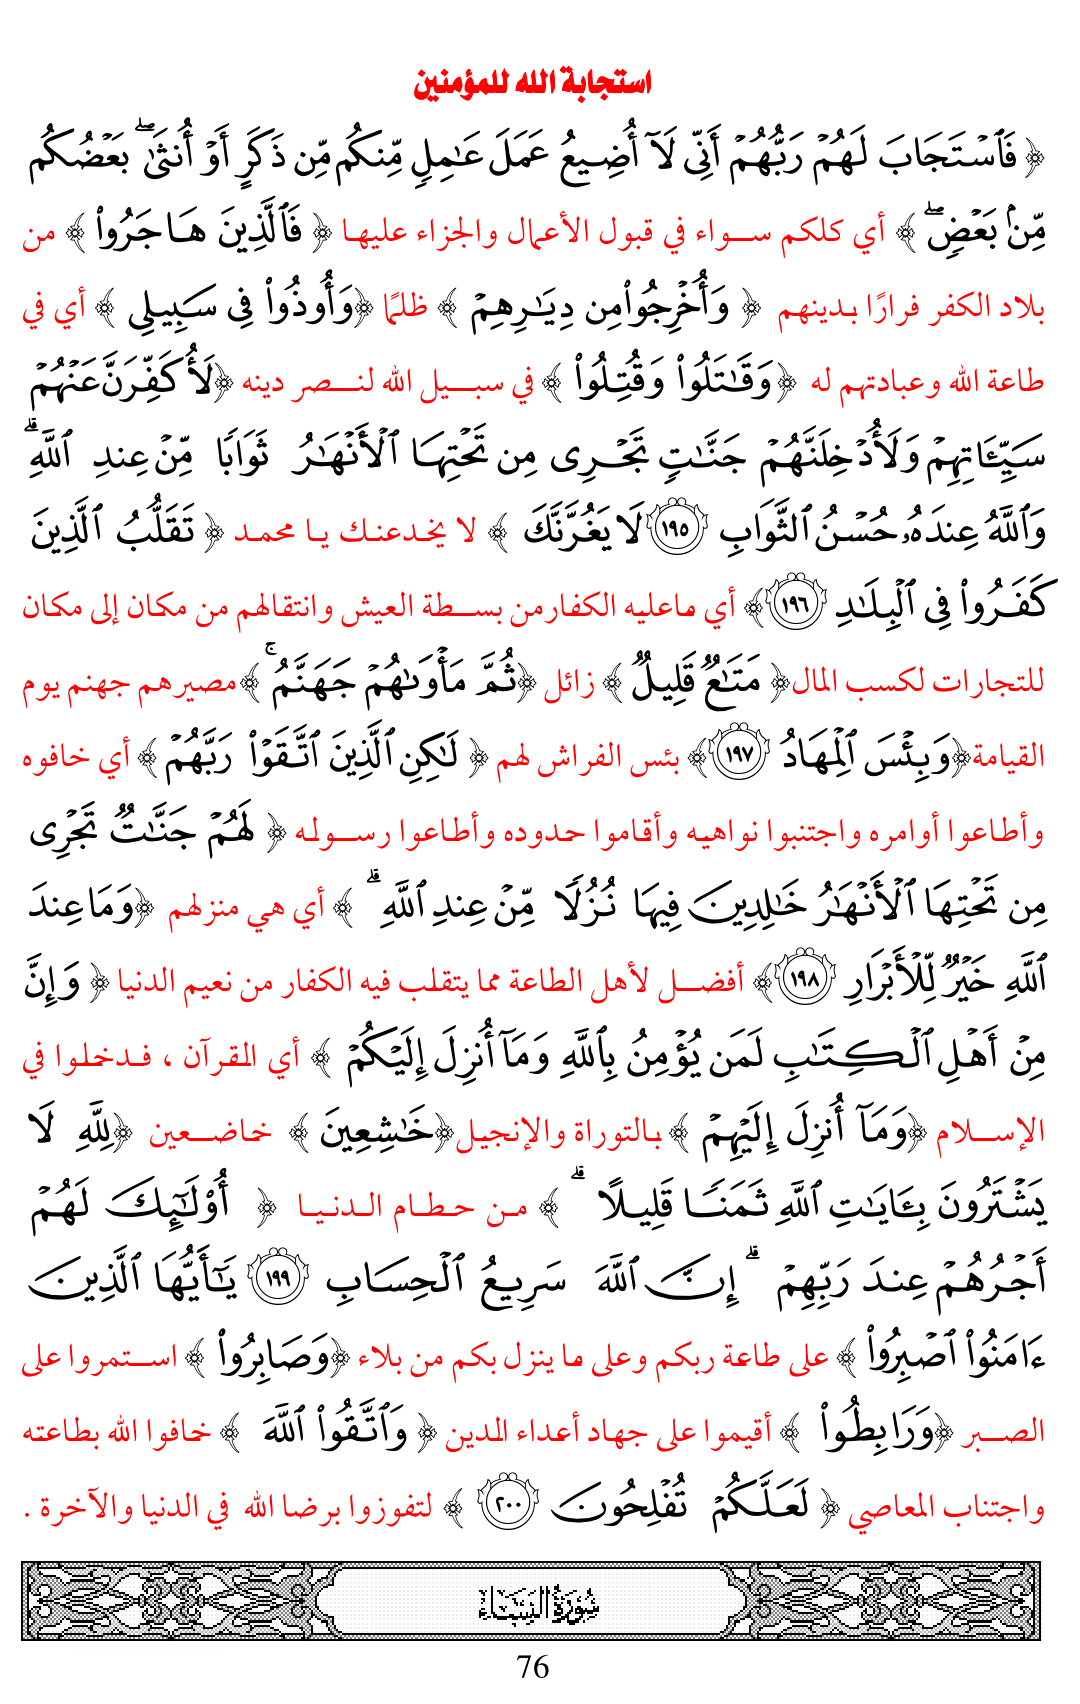 استجابة الله للمؤمنين
﴿ فَٱسْتَجَابَ لَهُمْ رَبُّهُمْ أَنِّى لَآ أُضِيعُ عَمَلَ عَٰمِلٍ مِّنكُم مِّن ذَكَرٍ أَوْ أُنثَىٰ ۖ بَعْضُكُم
مِّنۢ بَعْضٍ ۖ ﴾ أي كلكم سواء في قبول الأعمال والجزاء عليها ﴿ فَٱلَّذِينَ هَاجَرُوا۟ ﴾ من
بلاد الكفر فرارًا بدينهم ﴿ وَأُخْرِجُوا۟ مِن دِيَٰرِهِمْ ﴾ ظلمًا ﴿وَأُوذُوا۟ فِى سَبِيلِى ﴾ أي في
طاعة الله وعبادتهم له ﴿وَقَٰتَلُوا۟ وَقُتِلُوا۟ ﴾ في سبيل الله لنصر دينه ﴿لَأُكَفِّرَنَّ عَنْهُمْ
سَيِّـَٔاتِهِمْ وَلَأُدْخِلَنَّهُمْ جَنَّٰتٍ تَجْرِى مِن تَحْتِهَا ٱلْأَنْهَٰرُ ثَوَابًا مِّنْ عِندِ ٱللَّهِ ۗ
وَٱللَّهُ عِندَهُۥ حُسْنُ ٱلثَّوَابِ ١٩٥ لَا يَغُرَّنَّكَ ﴾ لا يخدعنك يا محمد ﴿ تَقَلُّبُ ٱلَّذِينَ
كَفَرُوا۟ فِى ٱلْبِلَٰدِ ١٩٦ ﴾ أي ماعليه الكفارمن بسطة العيش وانتقالهم من مكان إلى مكان
للتجارات لكسب المال﴿ مَتَٰعٌ قَلِيلٌ ﴾ زائل ﴿ثُمَّ مَأْوَىٰهُمْ جَهَنَّمُ ۚ ﴾مصيرهم جهنم يوم
القيامة﴿وَبِئْسَ ٱلْمِهَادُ ١٩٧ ﴾ بئس الفراش لهم ﴿ لَٰكِنِ ٱلَّذِينَ ٱتَّقَوْا۟ رَبَّهُمْ ﴾ أي خافوه
وأطاعوا أوامره واجتنبوا نواهيه وأقاموا حدوده وأطاعوا رسوله ﴿ لَهُمْ جَنَّٰتٌ تَجْرِى
مِن تَحْتِهَا ٱلْأَنْهَٰرُ خَٰلِدِينَ فِيهَا نُزُلًا مِّنْ عِندِ ٱللَّهِ ۗ ﴾ أي هي منزلهم ﴿وَمَا عِندَ
ٱللَّهِ خَيْرٌ لِّلْأَبْرَارِ ١٩٨ ﴾ أفضل لأهل الطاعة مما يتقلب فيه الكفار من نعيم الدنيا ﴿ وَإِنَّ
مِنْ أَهْلِ ٱلْكِتَٰبِ لَمَن يُؤْمِنُ بِٱللَّهِ وَمَآ أُنزِلَ إِلَيْكُمْ ﴾ أي القرآن ، فدخلوا في
الإسلام ﴿وَمَآ أُنزِلَ إِلَيْهِمْ ﴾ بالتوراة والإنجيل﴿خَٰشِعِينَ ﴾ خاضعين ﴿لِلَّهِ لَا
يَشْتَرُونَ بِـَٔايَٰتِ ٱللَّهِ ثَمَنًا قَلِيلًا ۗ ﴾ من حطام الدنيا ﴿ أُو۟لَٰٓئِكَ لَهُمْ
أَجْرُهُمْ عِندَ رَبِّهِمْ ۗ إِنَّ ٱللَّهَ سَرِيعُ ٱلْحِسَابِ ١٩٩ يَٰٓأَيُّهَا ٱلَّذِينَ
ءَامَنُوا۟ ٱصْبِرُوا۟ ﴾ على طاعة ربكم وعلى ما ينزل بكم من بلاء ﴿وَصَابِرُوا۟ ﴾ استمروا على
الصبر ﴿وَرَابِطُوا۟ ﴾ أقيموا على جهاد أعداء الدين ﴿ وَٱتَّقُوا۟ ٱللَّهَ ﴾ خافوا الله بطاعته
واجتناب المعاصي ﴿ لَعَلَّكُمْ تُفْلِحُونَ ٢٠٠ ﴾ لتفوزوا برضا الله في الدنيا والآخرة .
سُورَةُ النِّسَاء
76